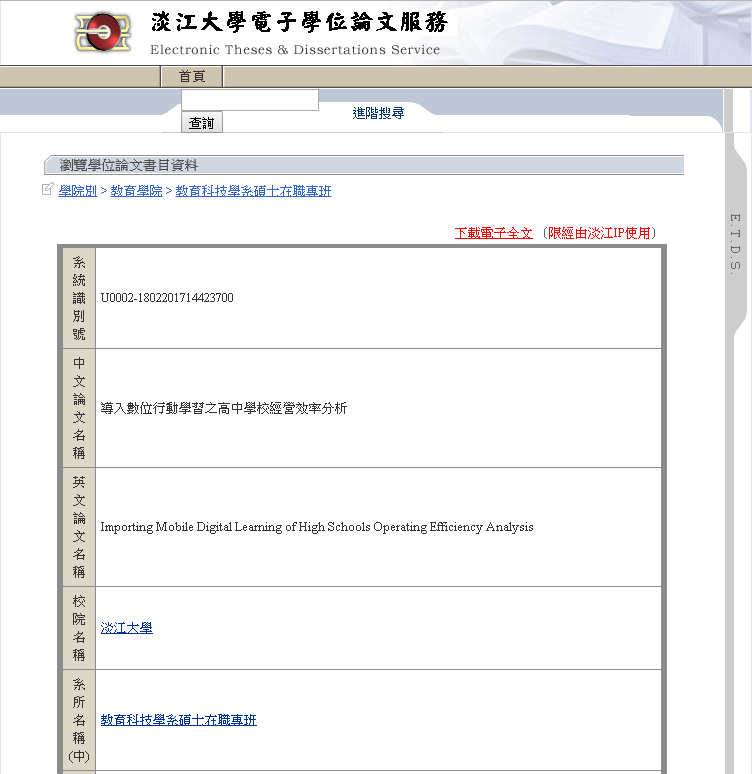 淡江大學電子學位論文服務
Electronic Theses & Dissertations Service
首頁
查詢
進階搜尋
瀏覽學位論文書目資料
學院別 > 教育學院 > 教育科技學系碩士在職專班
下載電子全文 （限經由淡江IP使用）
E.T.D.S.
系統識別號
U0002-1802201714423700
中文論文名稱
導入數位行動學習之高中學校經營效率分析
英文論文名稱
Importing Mobile Digital Learning of High Schools Operating Efficiency Analysis
校院名稱
淡江大學
系所名稱(中)
教育科技學系碩士在職專班